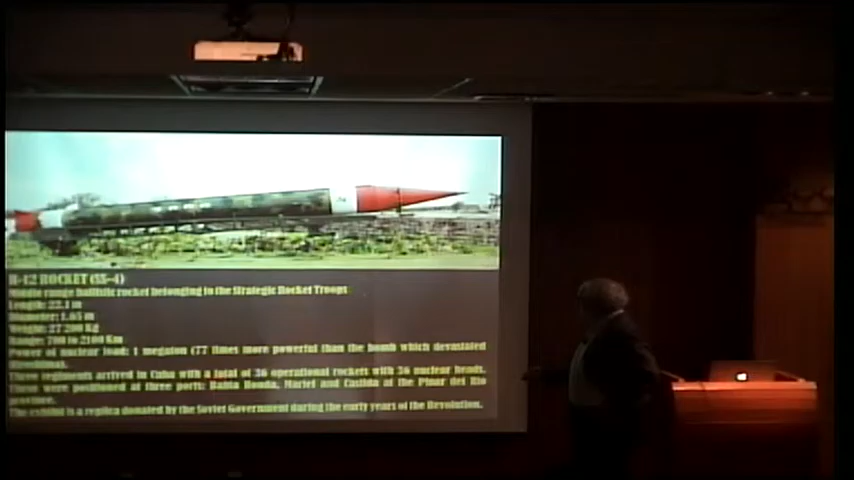 R-12 ROCKET (SS-4)
Middle range ballistic rocket belonging to the Strategic Rocket Troops
Length: 22.1 m
Diameter: 1.65 m
Weight: 27 200 Kg
Range: 700 to 2100 Km
Power of nuclear load: 1 megaton (77 times more powerful than the bomb which devastated
Hiroshima.
Three regiments arrived in Cuba with a total of 36 operational rockets with 36 nuclear heads.
They were positioned at three ports: Bahia Honda, Mariel and Casilda at the Pinar del Rio
province.
The exhibit is a replica donated by the Soviet Government during the early years of the Revolution.